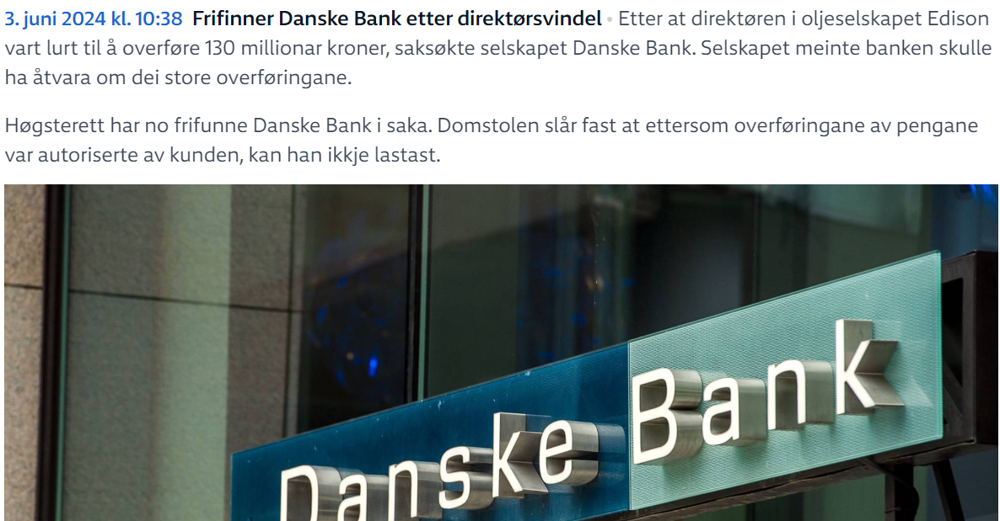 3. juni 2024 kl. 10:38 Frifinner Danske Bank etter direktørsvindel • Etter at direktøren i oljeselskapet Edison
vart lurt til å overføre 130 millionar kroner, saksøkte selskapet Danske Bank. Selskapet meinte banken skulle
ha åtvara om dei store overføringane.
Høgsterett har no frifunne Danske Bank i saka. Domstolen slår fast at ettersom overføringane av pengane
var autoriserte av kunden, kan han ikkje lastast.
Danske Bank